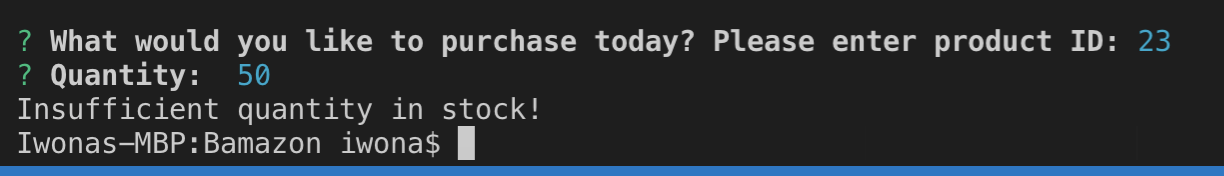 ? What would you like to purchase today? Please enter product ID: 23
? Quantity:  50
Insufficient quantity in stock!
Iwonas-MBP:Bamazon iwona$